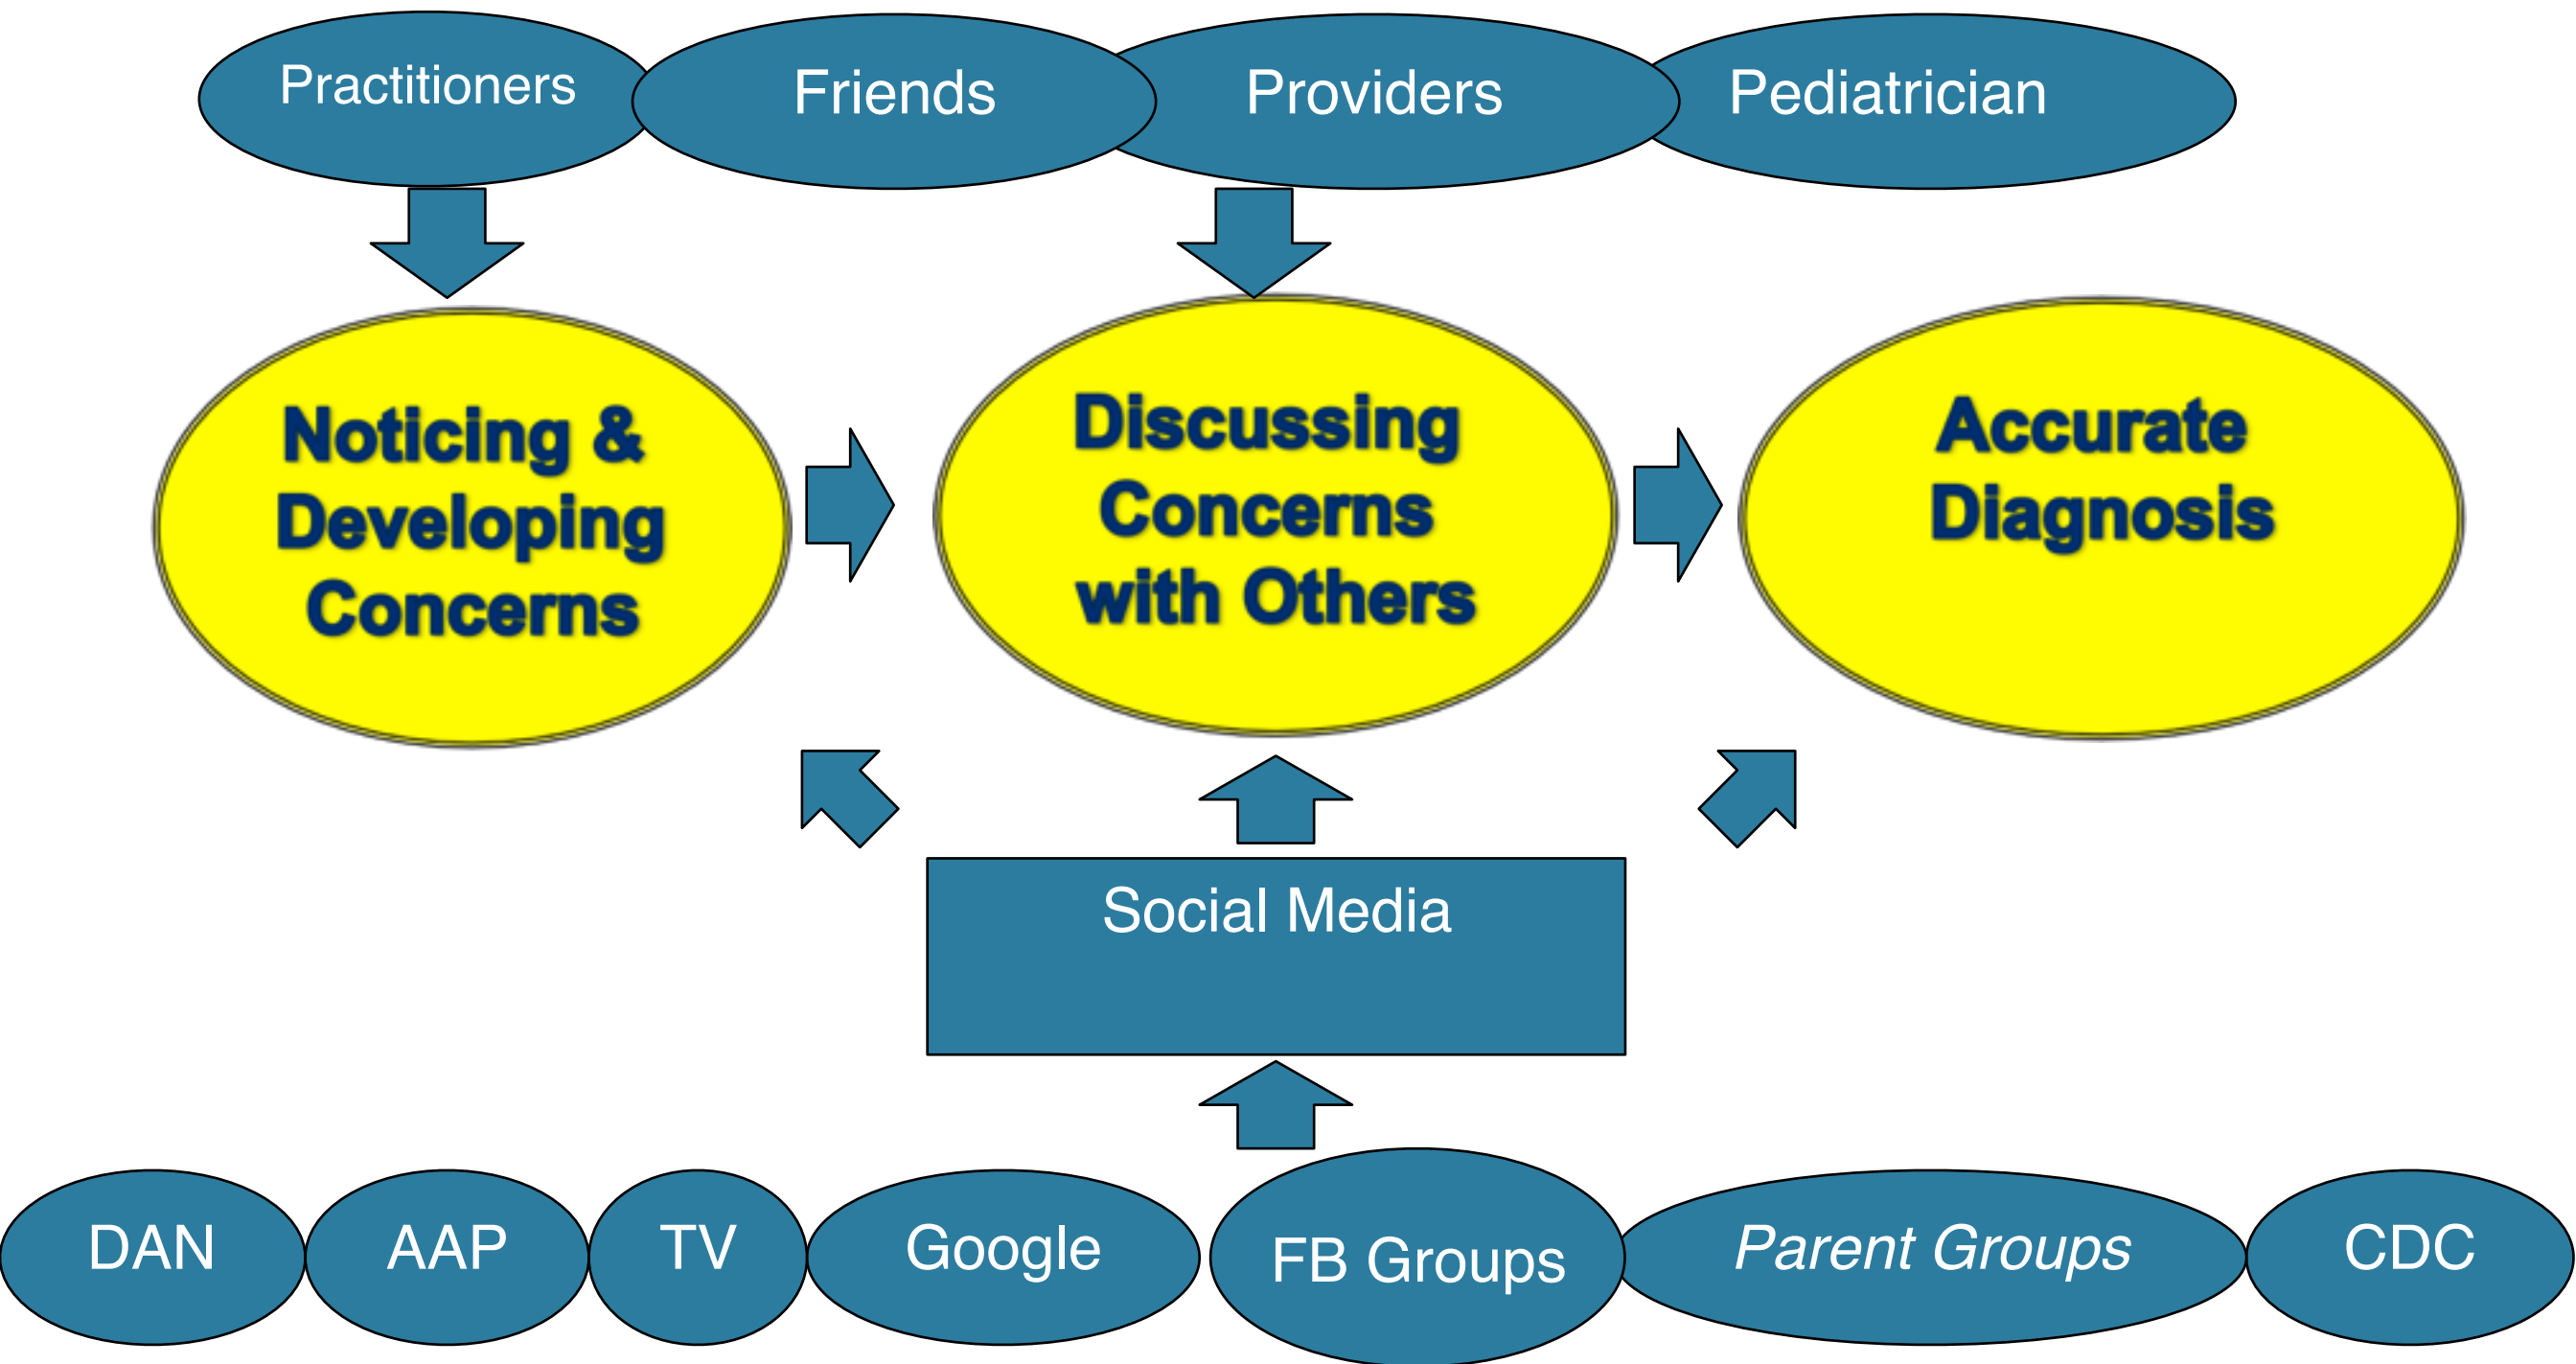 Practitioners
Friends
Providers
Pediatrician
Noticing &
Developing
Concerns
Discussing
Concerns
with Others
Accurate
Diagnosis
Social Media
DAN
AAP
TV
Google
FB Groups
Parent Groups
CDC